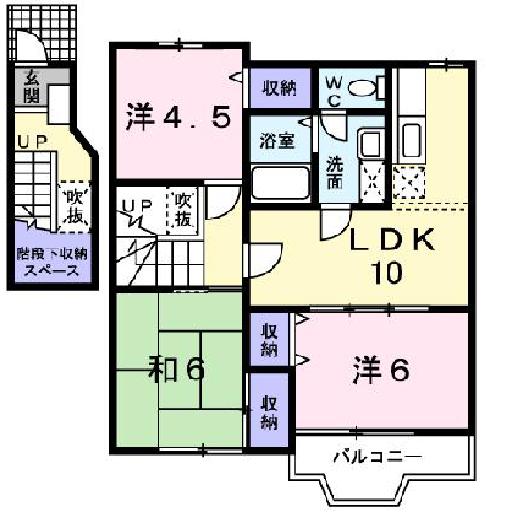 玄
関
UP
吹
抜
階段下収納
スペース
洋4.5
収納
WC
浴室
洗
面
UP
吹
抜
LDK
10
和6
収
納
収
納
洋6
バルコニー